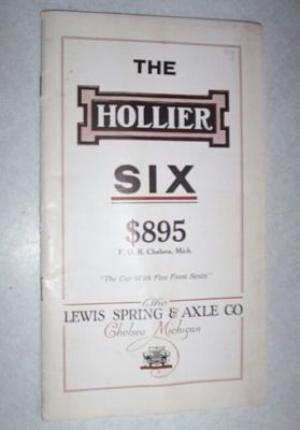 THE
HOLLIER
SIX
$895
F. O. B. Chelsea, Mich.
"The Car With Five Front Seats"
The
LEWIS SPRING & AXLE CO
Chelsea Michigan